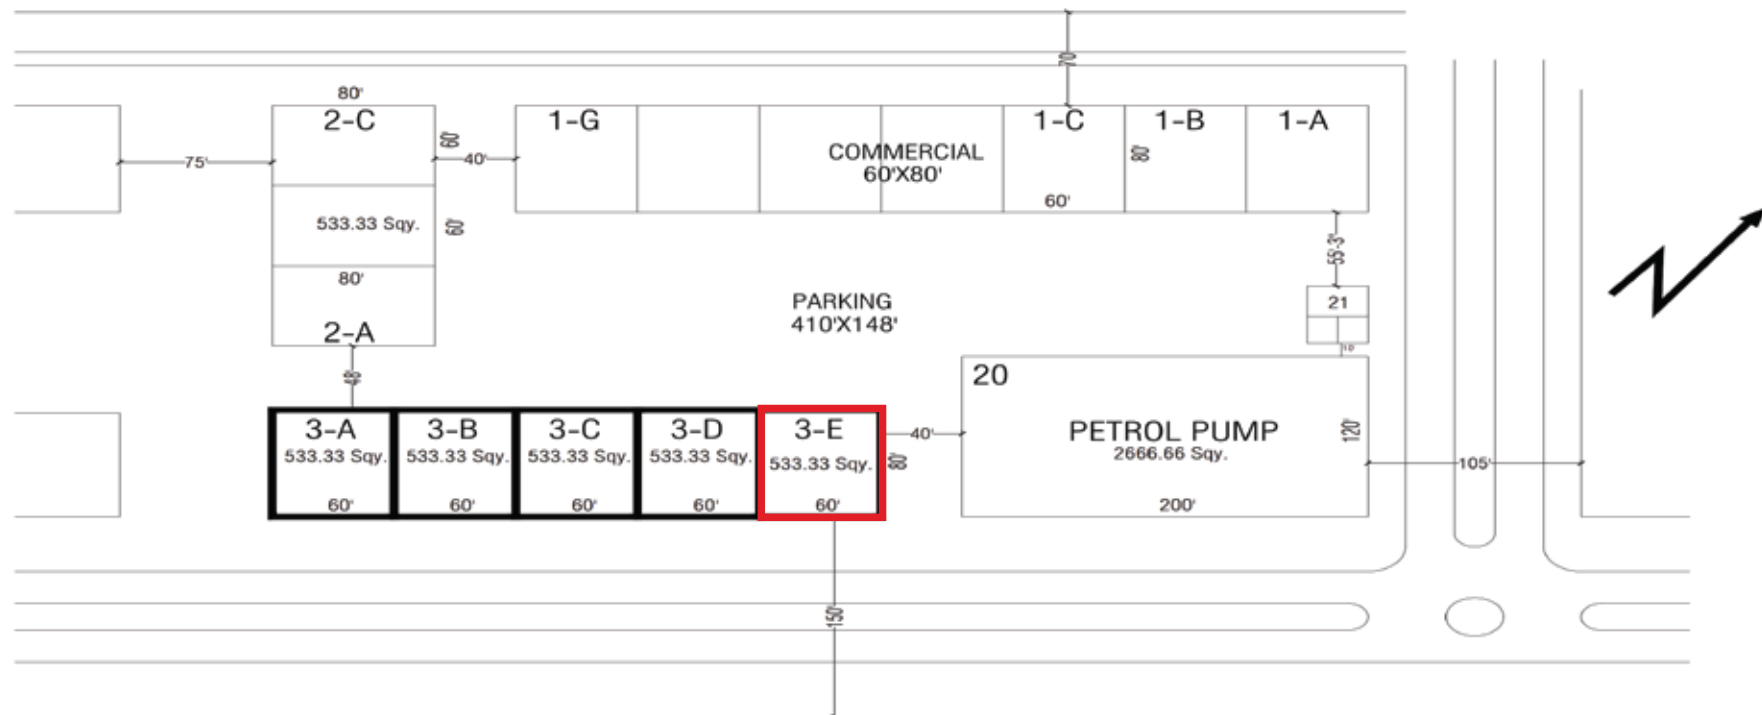 70'
80'
2-C
60'
1-G
1-C
1-B
1-A
75'
40'
COMMERCIAL
60'X80'
80'
60'
533.33 Sqy.
60'
55'-3"
80'
PARKING
410'X148'
21
2-A
10'
48'
20
3-A
3-B
3-C
3-D
3-E
40'
PETROL PUMP
2666.66 Sqy.
120'
533.33 Sqy.
533.33 Sqy.
533.33 Sqy.
533.33 Sqy.
533.33 Sqy.
80'
105'
60'
60'
60'
60'
60'
200'
150'